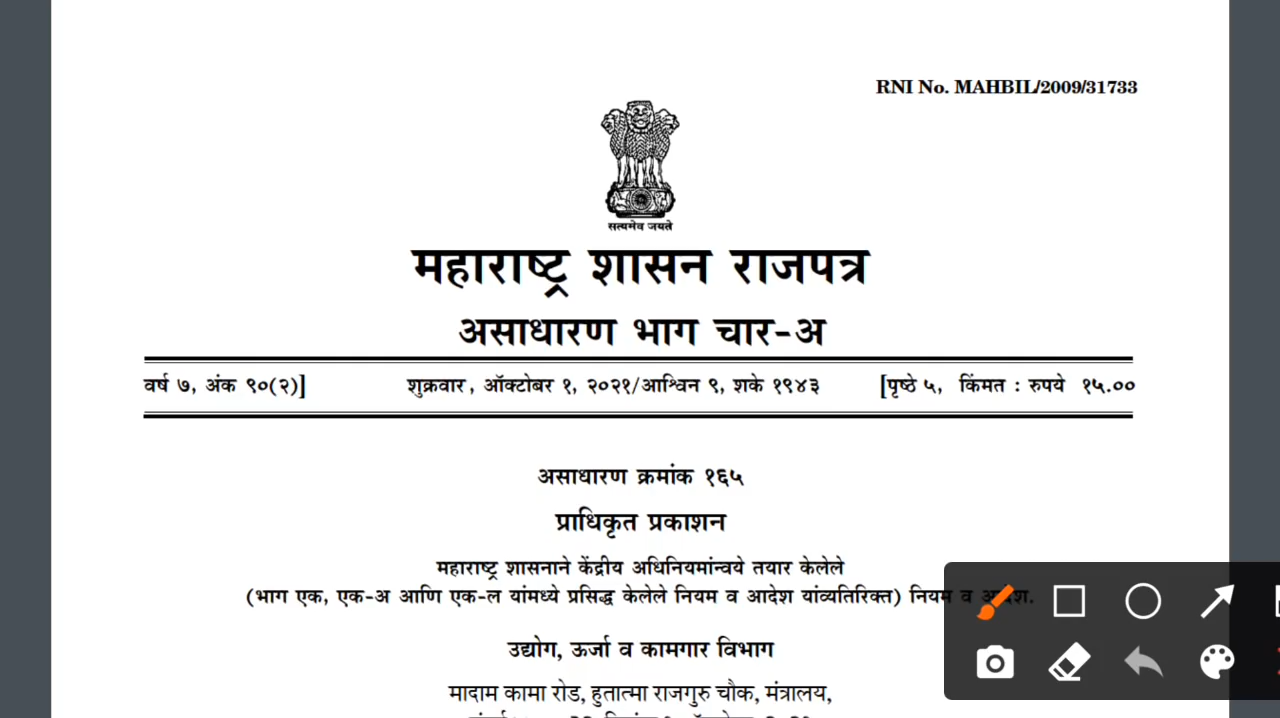 RNI No. MAHBIL/2009/31733
सत्यमेव जयते
महाराष्ट्र शासन राजपत्र
असाधारण भाग चार-अ
वर्ष ७, अंक ९०(२)]
शुक्रवार, ऑक्टोबर १, २०२१/आश्विन ९, शके १९४३
[पृष्ठे ५, किंमत : रुपये १५.००
असाधारण क्रमांक १६५
प्राधिकृत प्रकाशन
महाराष्ट्र शासनाने केंद्रीय अधिनियमांन्वये तयार केलेले
(भाग एक, एक-अ आणि एक-ल यांमध्ये प्रसिद्ध केलेले नियम व आदेश यांव्यतिरिक्त) नियम व आदेश.
उद्योग, ऊर्जा व कामगार विभाग
मादाम कामा रोड, हुतात्मा राजगुरु चौक, मंत्रालय,